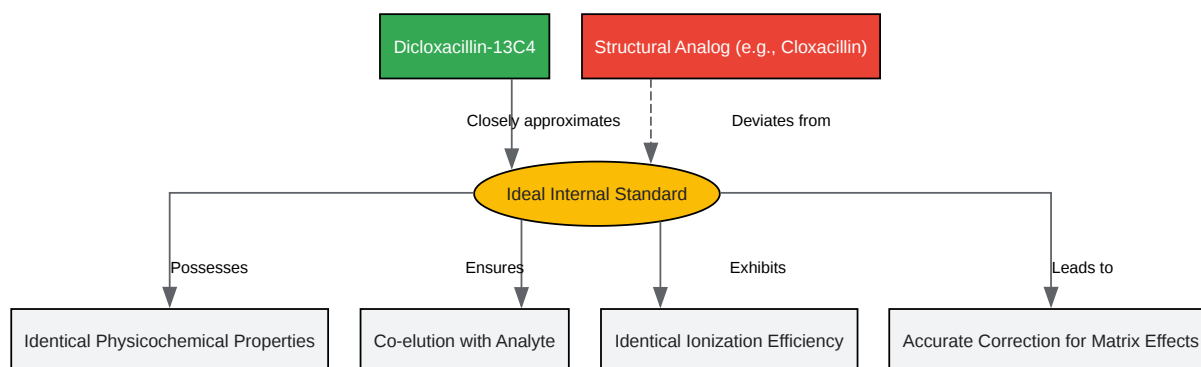 Dicloxacillin-13C4
Structural Analog (e.g., Cloxacillin)
Closely approximates
Deviates from
Ideal Internal Standard
Possesses
Ensures
Exhibits
Leads to
Identical Physicochemical Properties
Co-elution with Analyte
Identical Ionization Efficiency
Accurate Correction for Matrix Effects